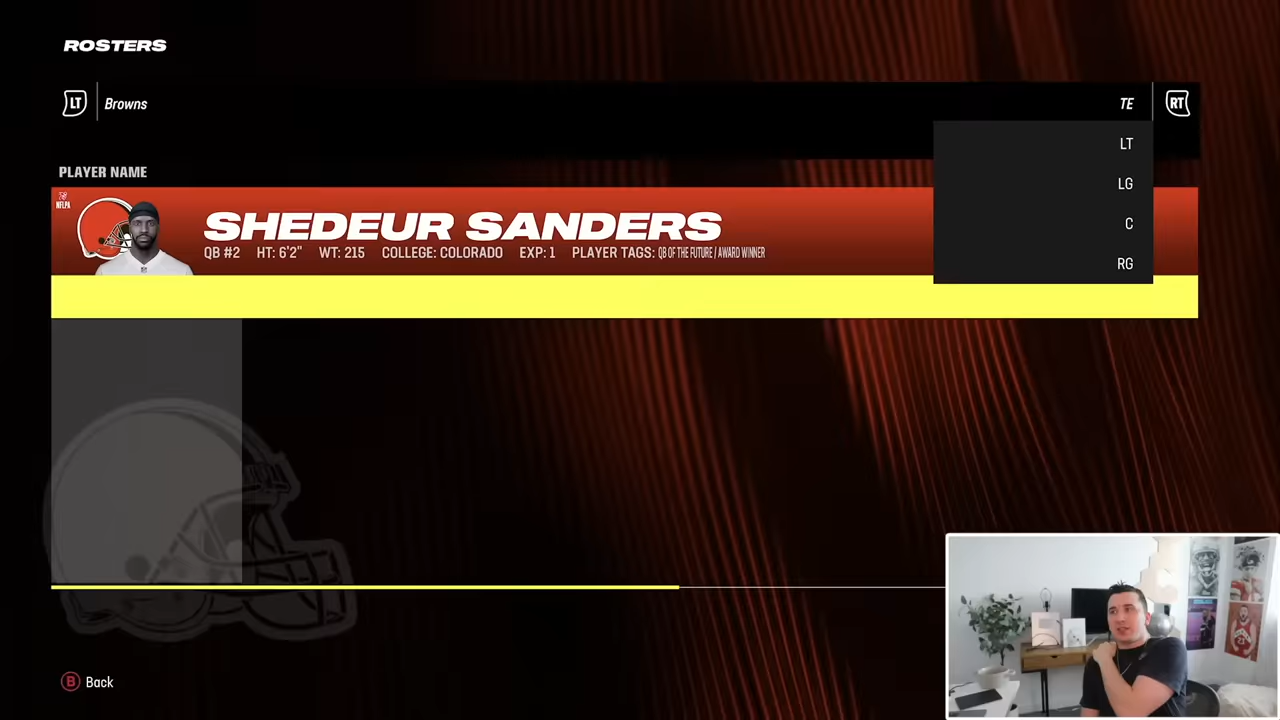 ROSTERS
LT
Browns
TE
RT
LT
LG
C
RG
PLAYER NAME
NFLPA
SHEDEUR SANDERS
QB #2 HT: 6'2" WT: 215 COLLEGE: COLORADO EXP: 1 PLAYER TAGS: QB OF THE FUTURE / AWARD WINNER
B Back